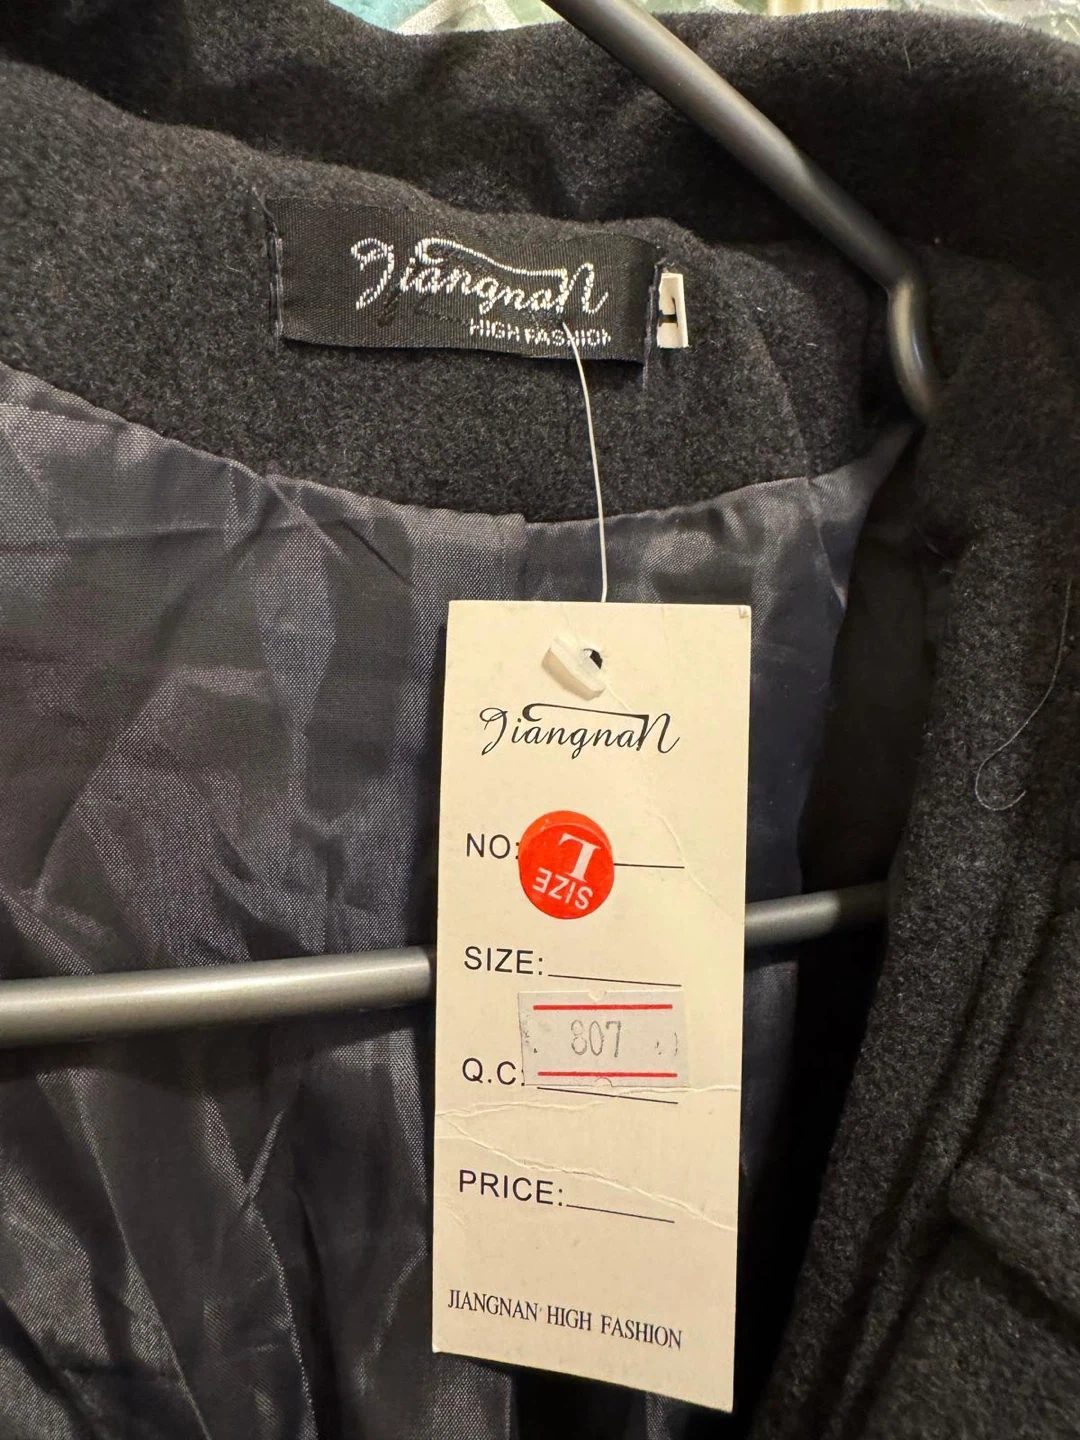 Jiangnan
HIGH FASHION
L
Jiangnan
NO:
SIZE
L
SIZE:
807
Q.C.
PRICE:
JIANGNAN HIGH FASHION